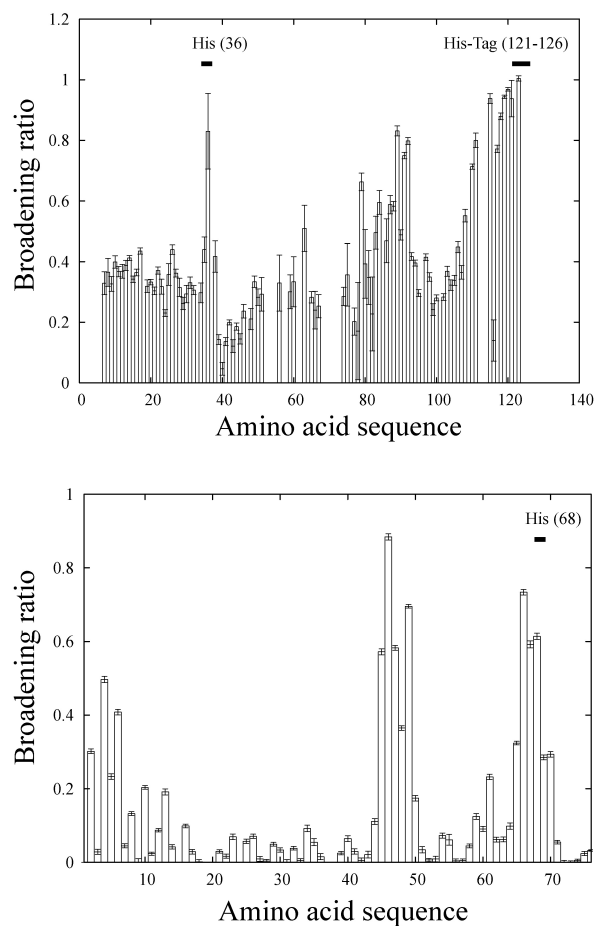 1.2
His (36)
His-Tag (121-126)
1
0.8
0.6
0.4
0.2
0
Broadening ratio
0 20 40 60 80 100 120 140
Amino acid sequence
1
His (68)
0.8
0.6
0.4
0.2
0
Broadening ratio
10 20 30 40 50 60 70
Amino acid sequence